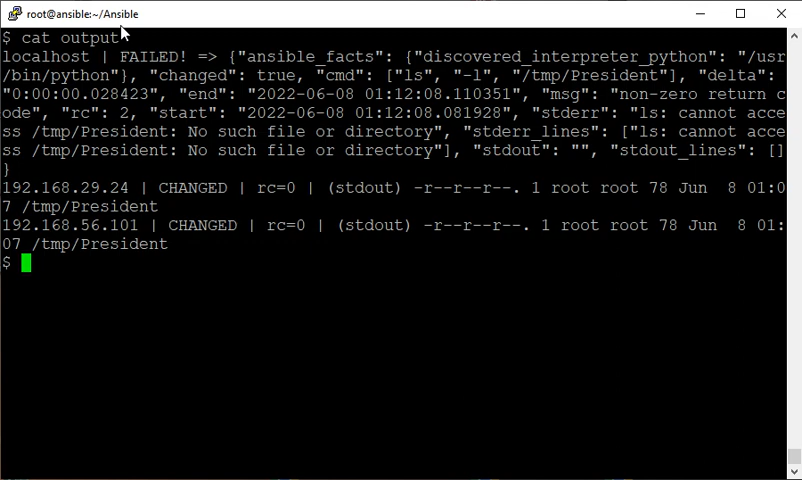 root@ansible:~/Ansible
$ cat output
localhost | FAILED! => {"ansible_facts": {"discovered_interpreter_python": "/usr
/bin/python"}, "changed": true, "cmd": ["ls", "-l", "/tmp/President"], "delta":
"0:00:00.028423", "end": "2022-06-08 01:12:08.110351", "msg": "non-zero return c
ode", "rc": 2, "start": "2022-06-08 01:12:08.081928", "stderr": "ls: cannot acce
ss /tmp/President: No such file or directory", "stderr_lines": ["ls: cannot acce
ss /tmp/President: No such file or directory"], "stdout": "", "stdout_lines": []
}
192.168.29.24 | CHANGED | rc=0 | (stdout) -r--r--r--. 1 root root 78 Jun  8 01:0
7 /tmp/President
192.168.56.101 | CHANGED | rc=0 | (stdout) -r--r--r--. 1 root root 78 Jun  8 01:
07 /tmp/President
$